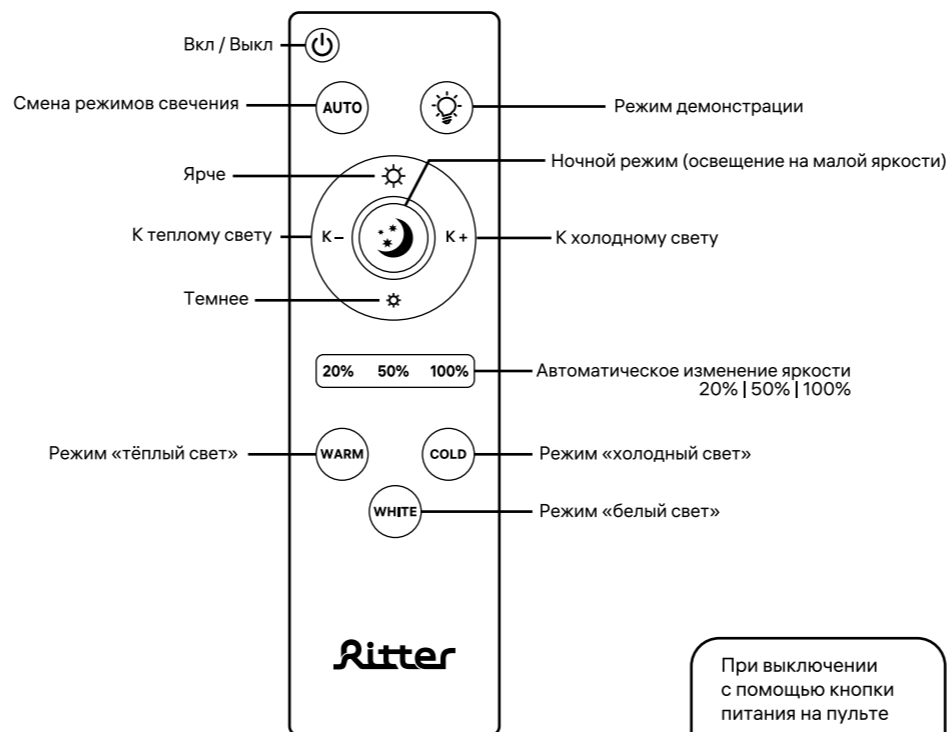 Вкл / Выкл
Смена режимов свечения
AUTO
Режим демонстрации
Ночной режим (освещение на малой яркости)
Ярче
К теплому свету
K–
K+
К холодному свету
Темнее
20% 50% 100%
Автоматическое изменение яркости
20% | 50% | 100%
Режим «тёплый свет»
WARM
COLD
Режим «холодный свет»
WHITE
Режим «белый свет»
Ritter
При выключении
с помощью кнопки
питания на пульте